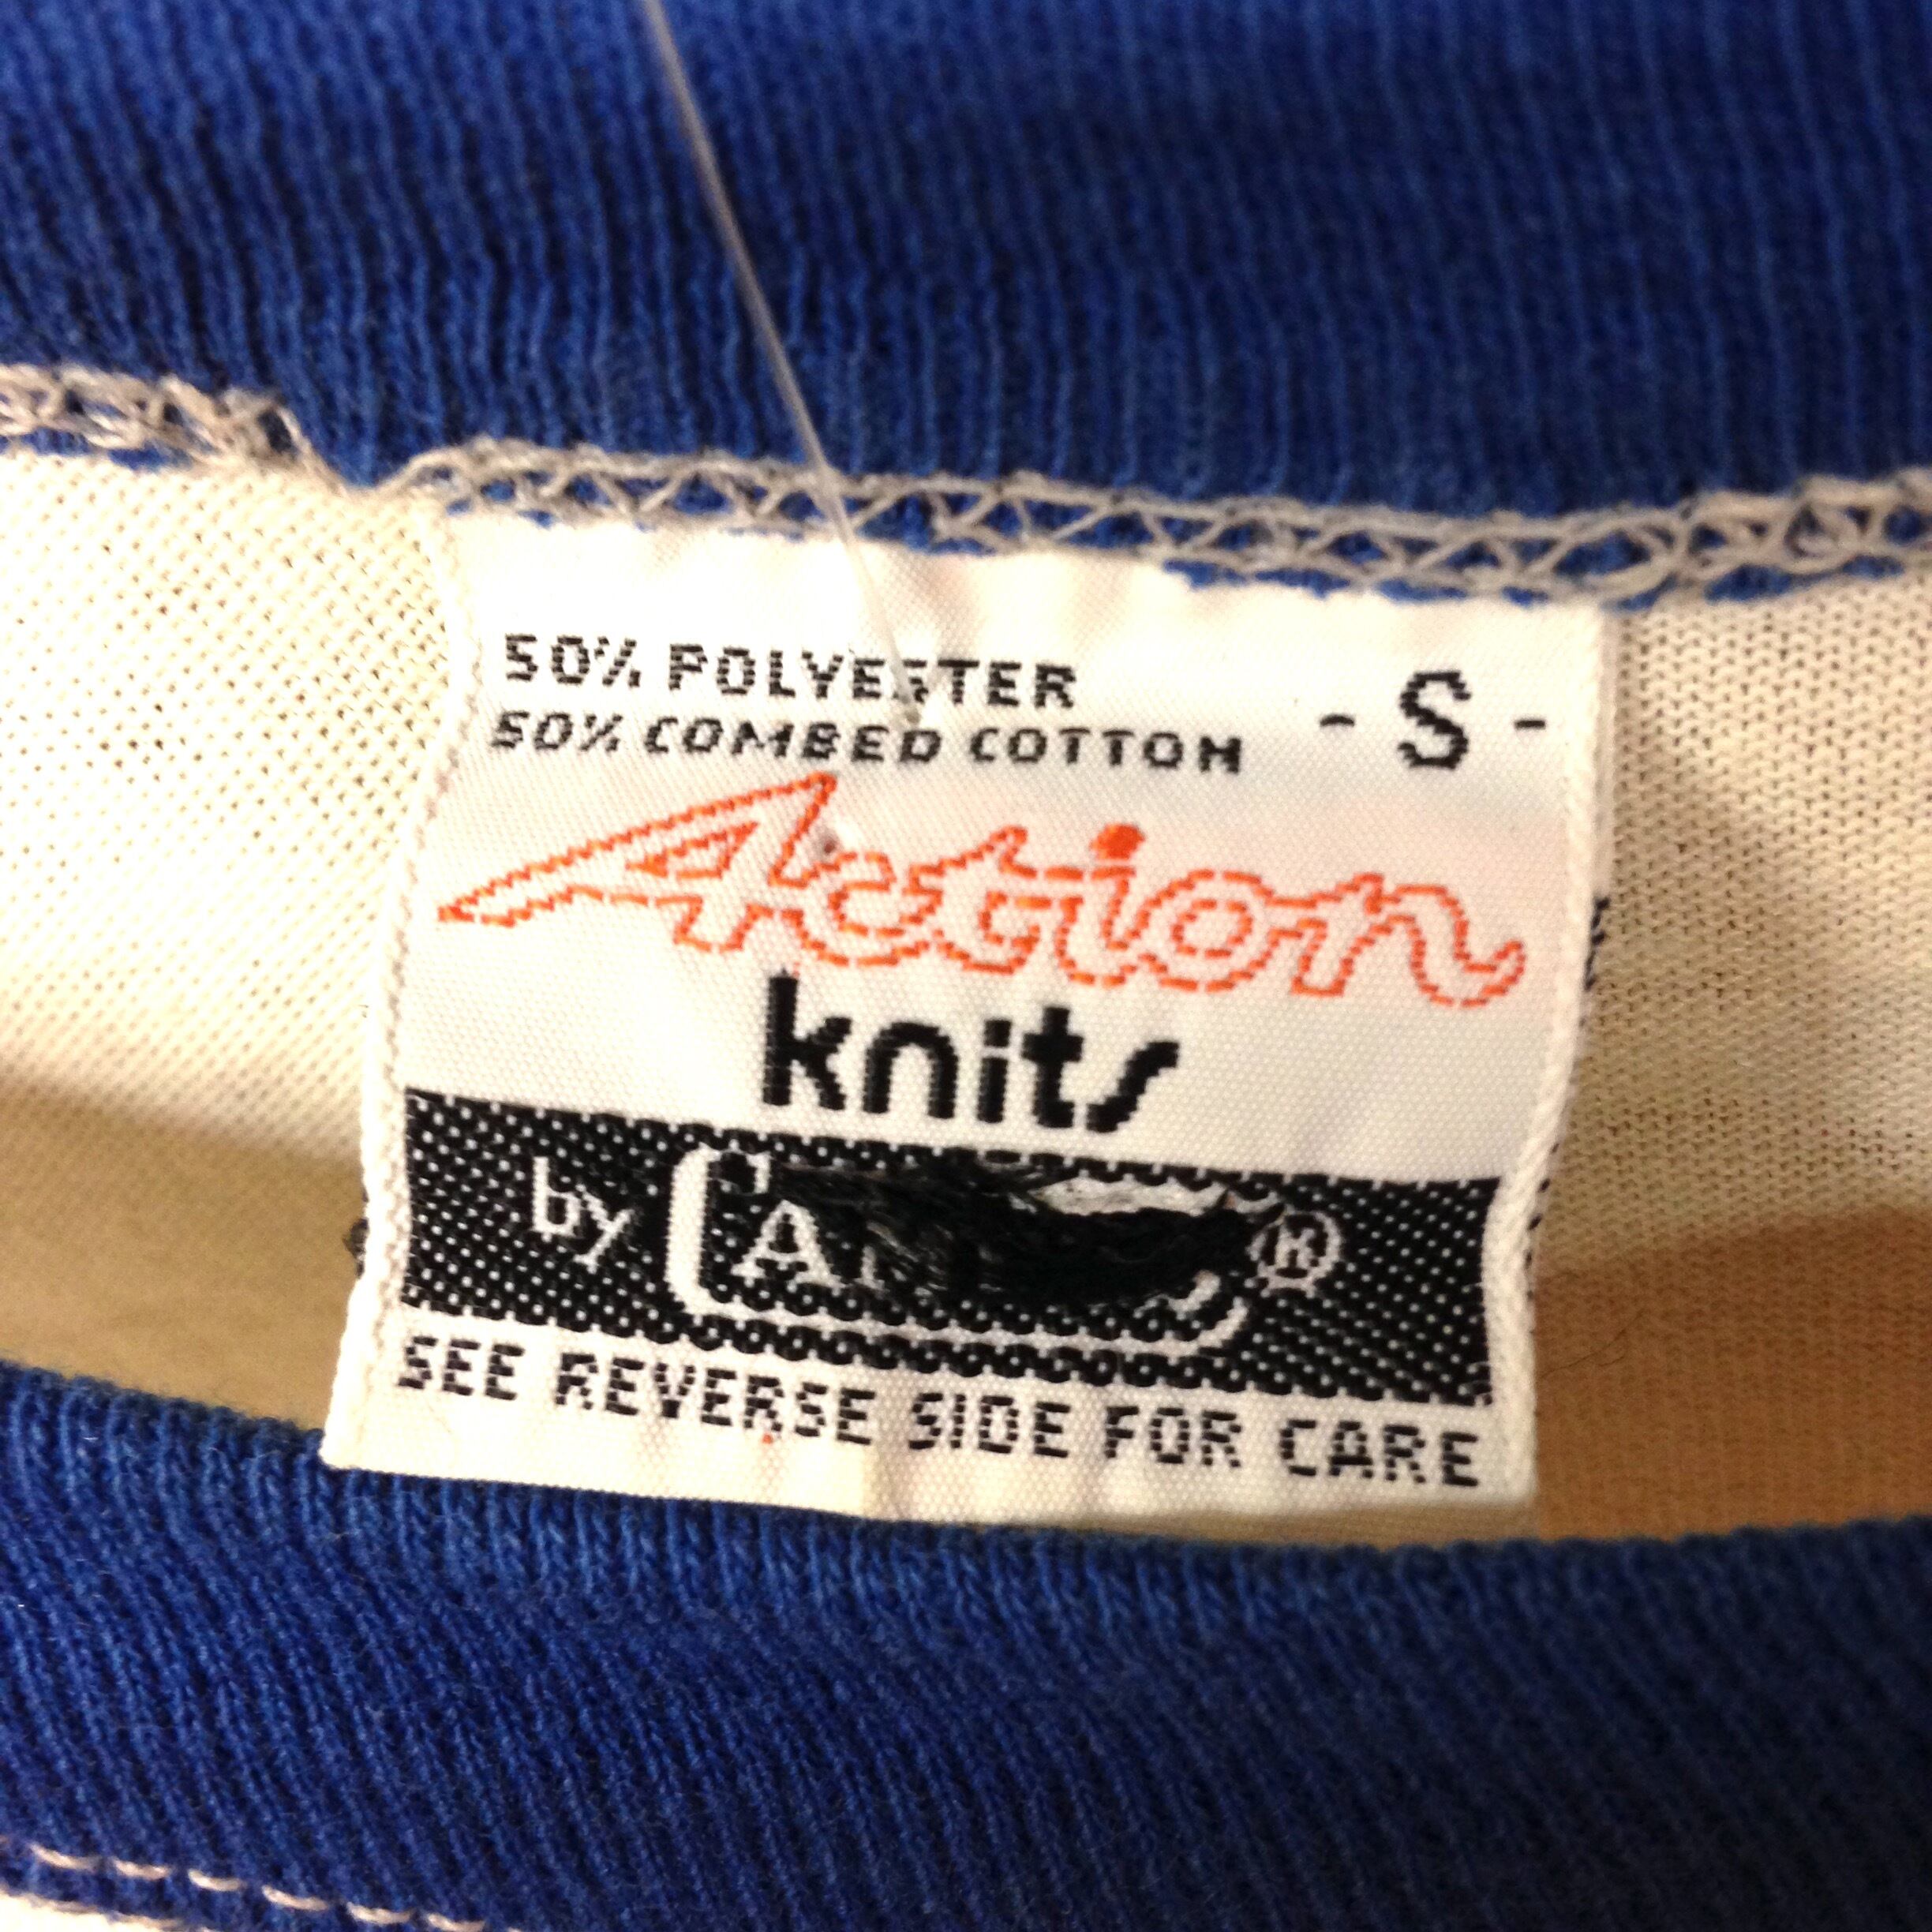 50% POLYESTER
50% COMBED COTTON
- S -
Action
knits
by
®
SEE REVERSE SIDE FOR CARE